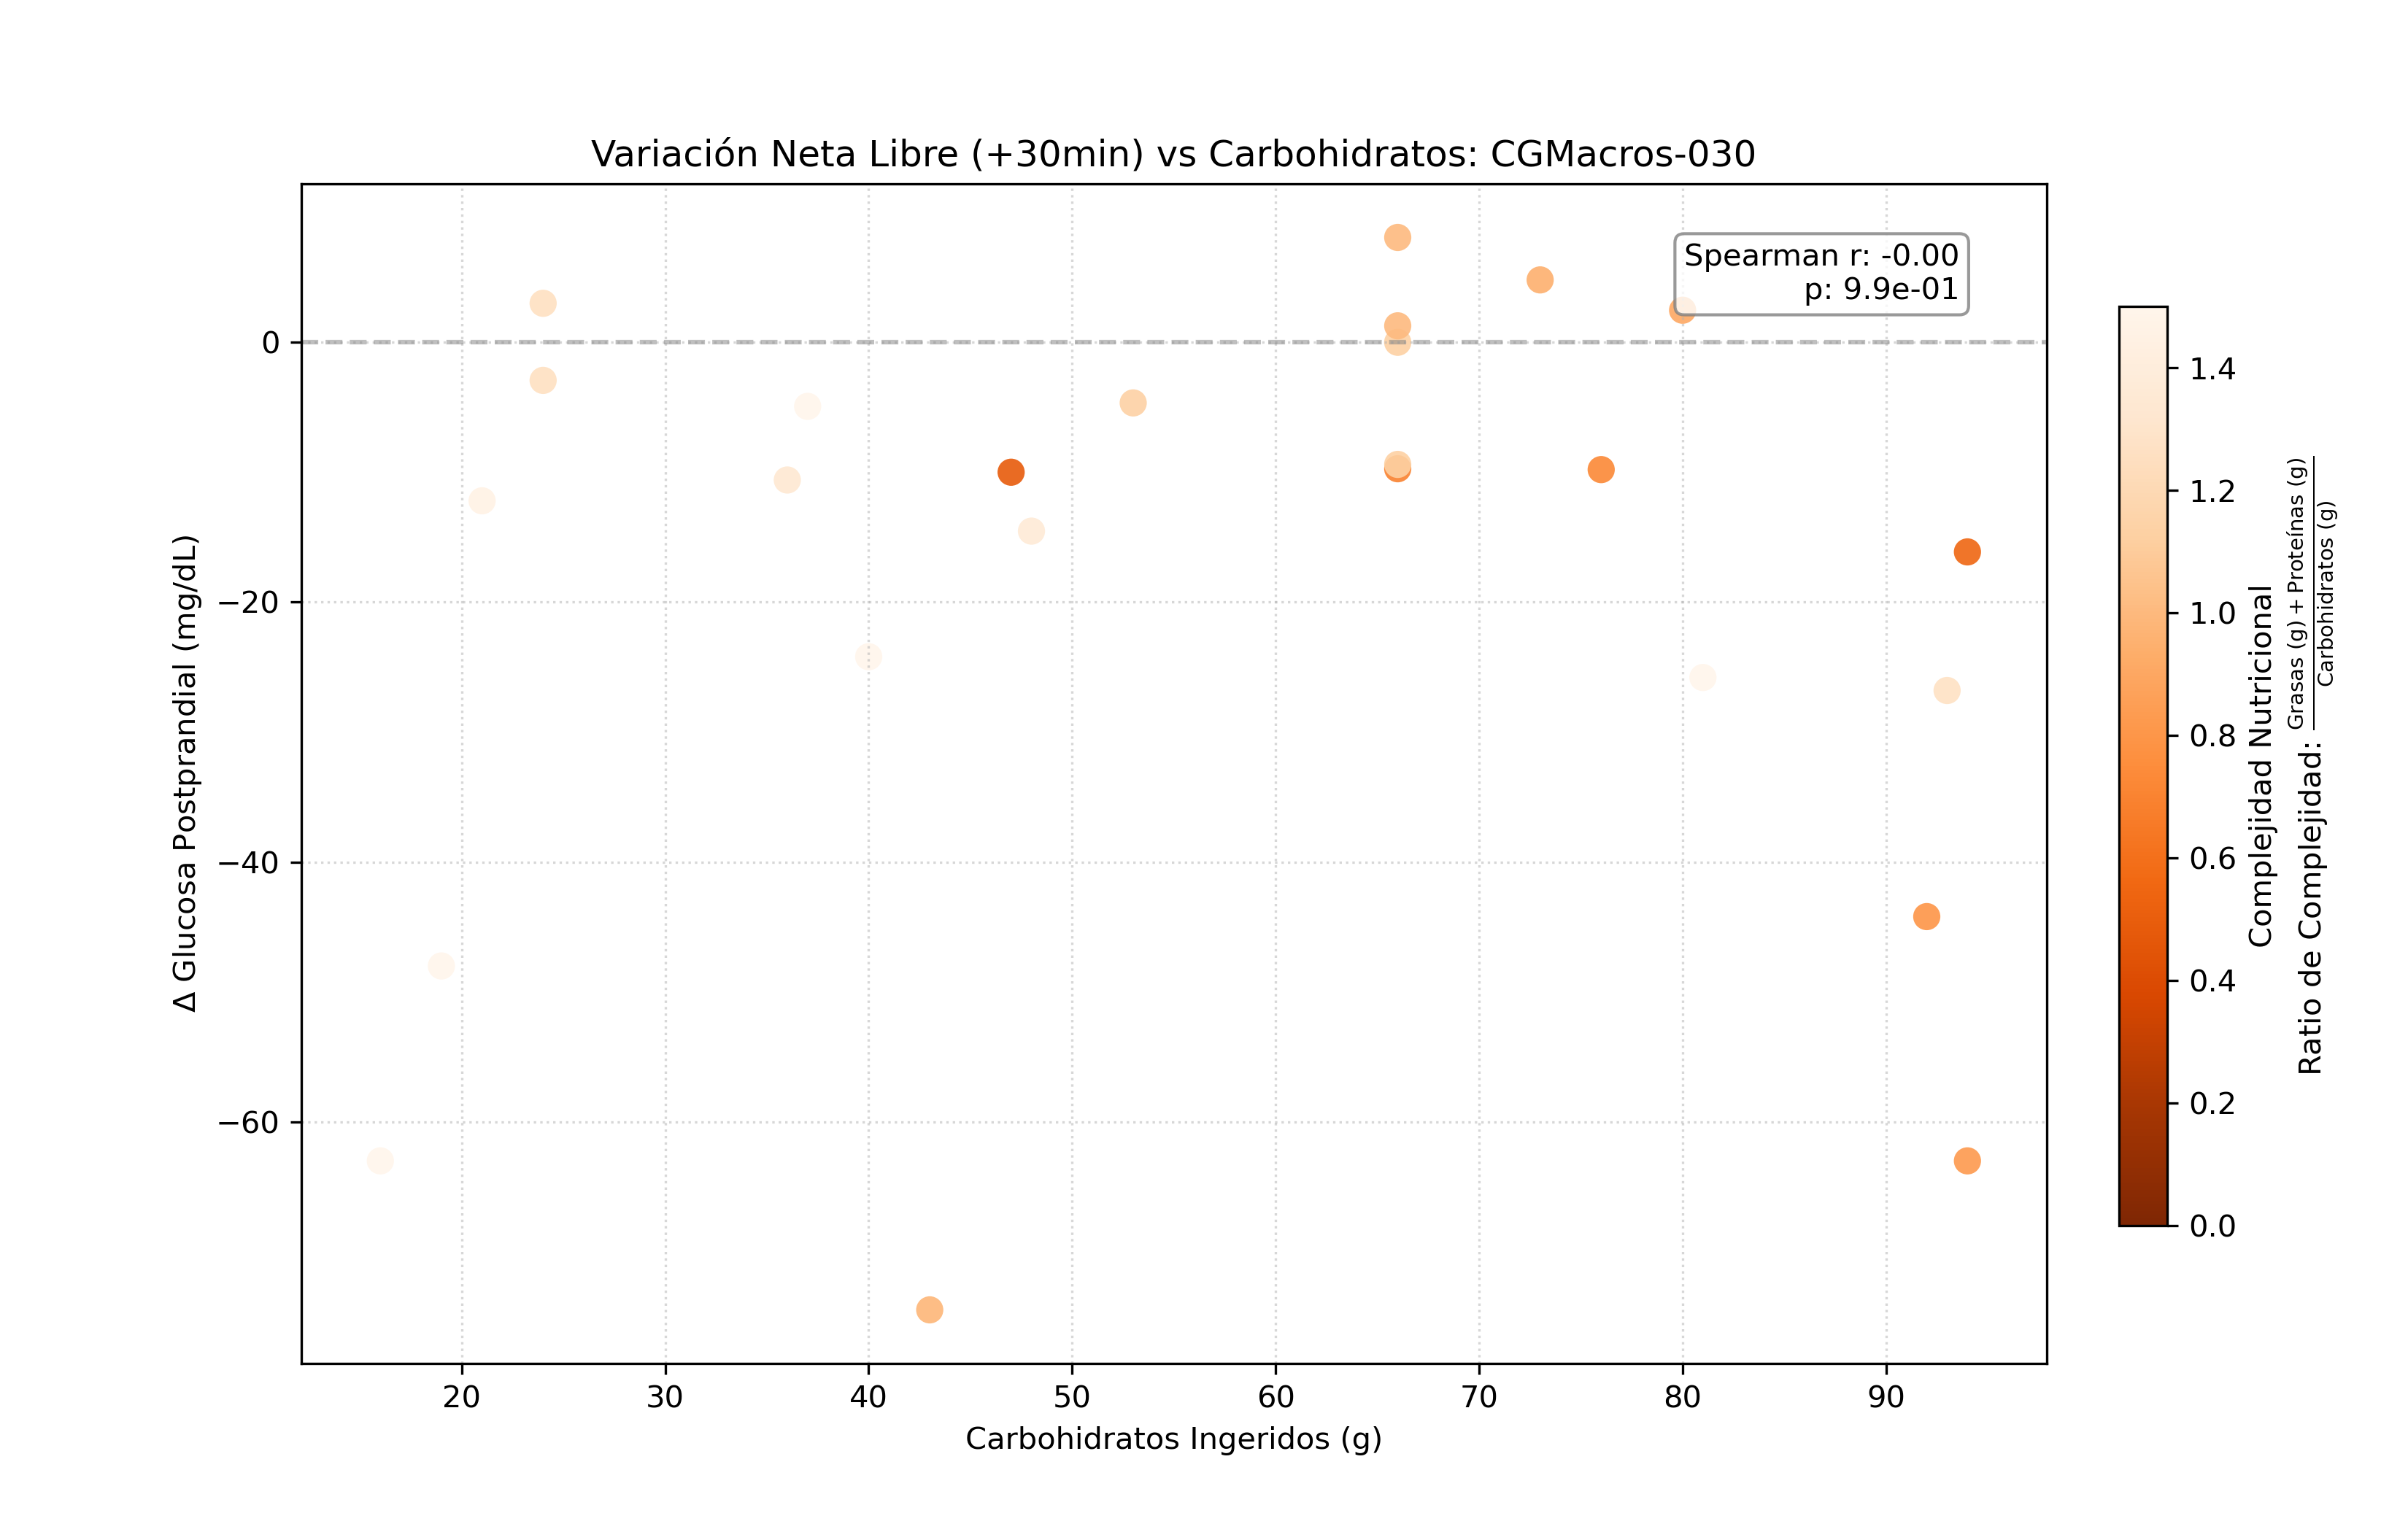 Variación Neta Libre (+30min) vs Carbohidratos: CGMacros-030
Spearman r: -0.00
p: 9.9e-01
Δ Glucosa Postprandial (mg/dL)
0
−20
−40
−60
20
30
40
50
60
70
80
90
Carbohidratos Ingeridos (g)
1.4
1.2
1.0
0.8
0.6
0.4
0.2
0.0
Complejidad Nutricional
Ratio de Complejidad: Grasas (g) + Proteínas (g)
Carbohidratos (g)